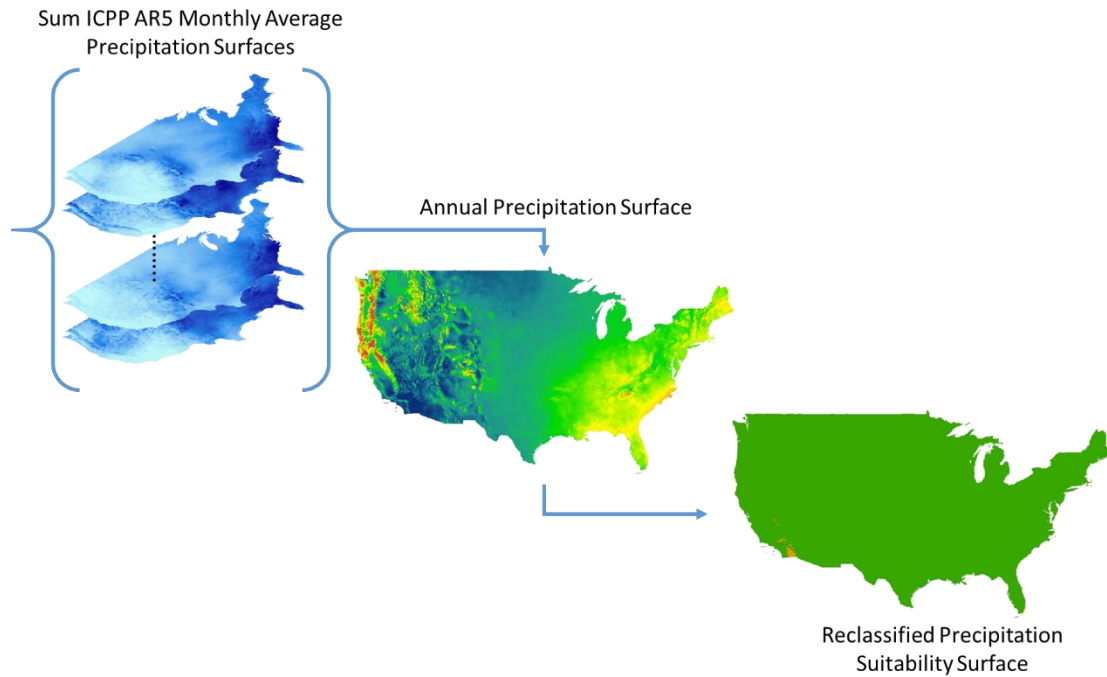 Sum ICPP AR5 Monthly Average
Precipitation Surfaces
Annual Precipitation Surface
Reclassified Precipitation
Suitability Surface